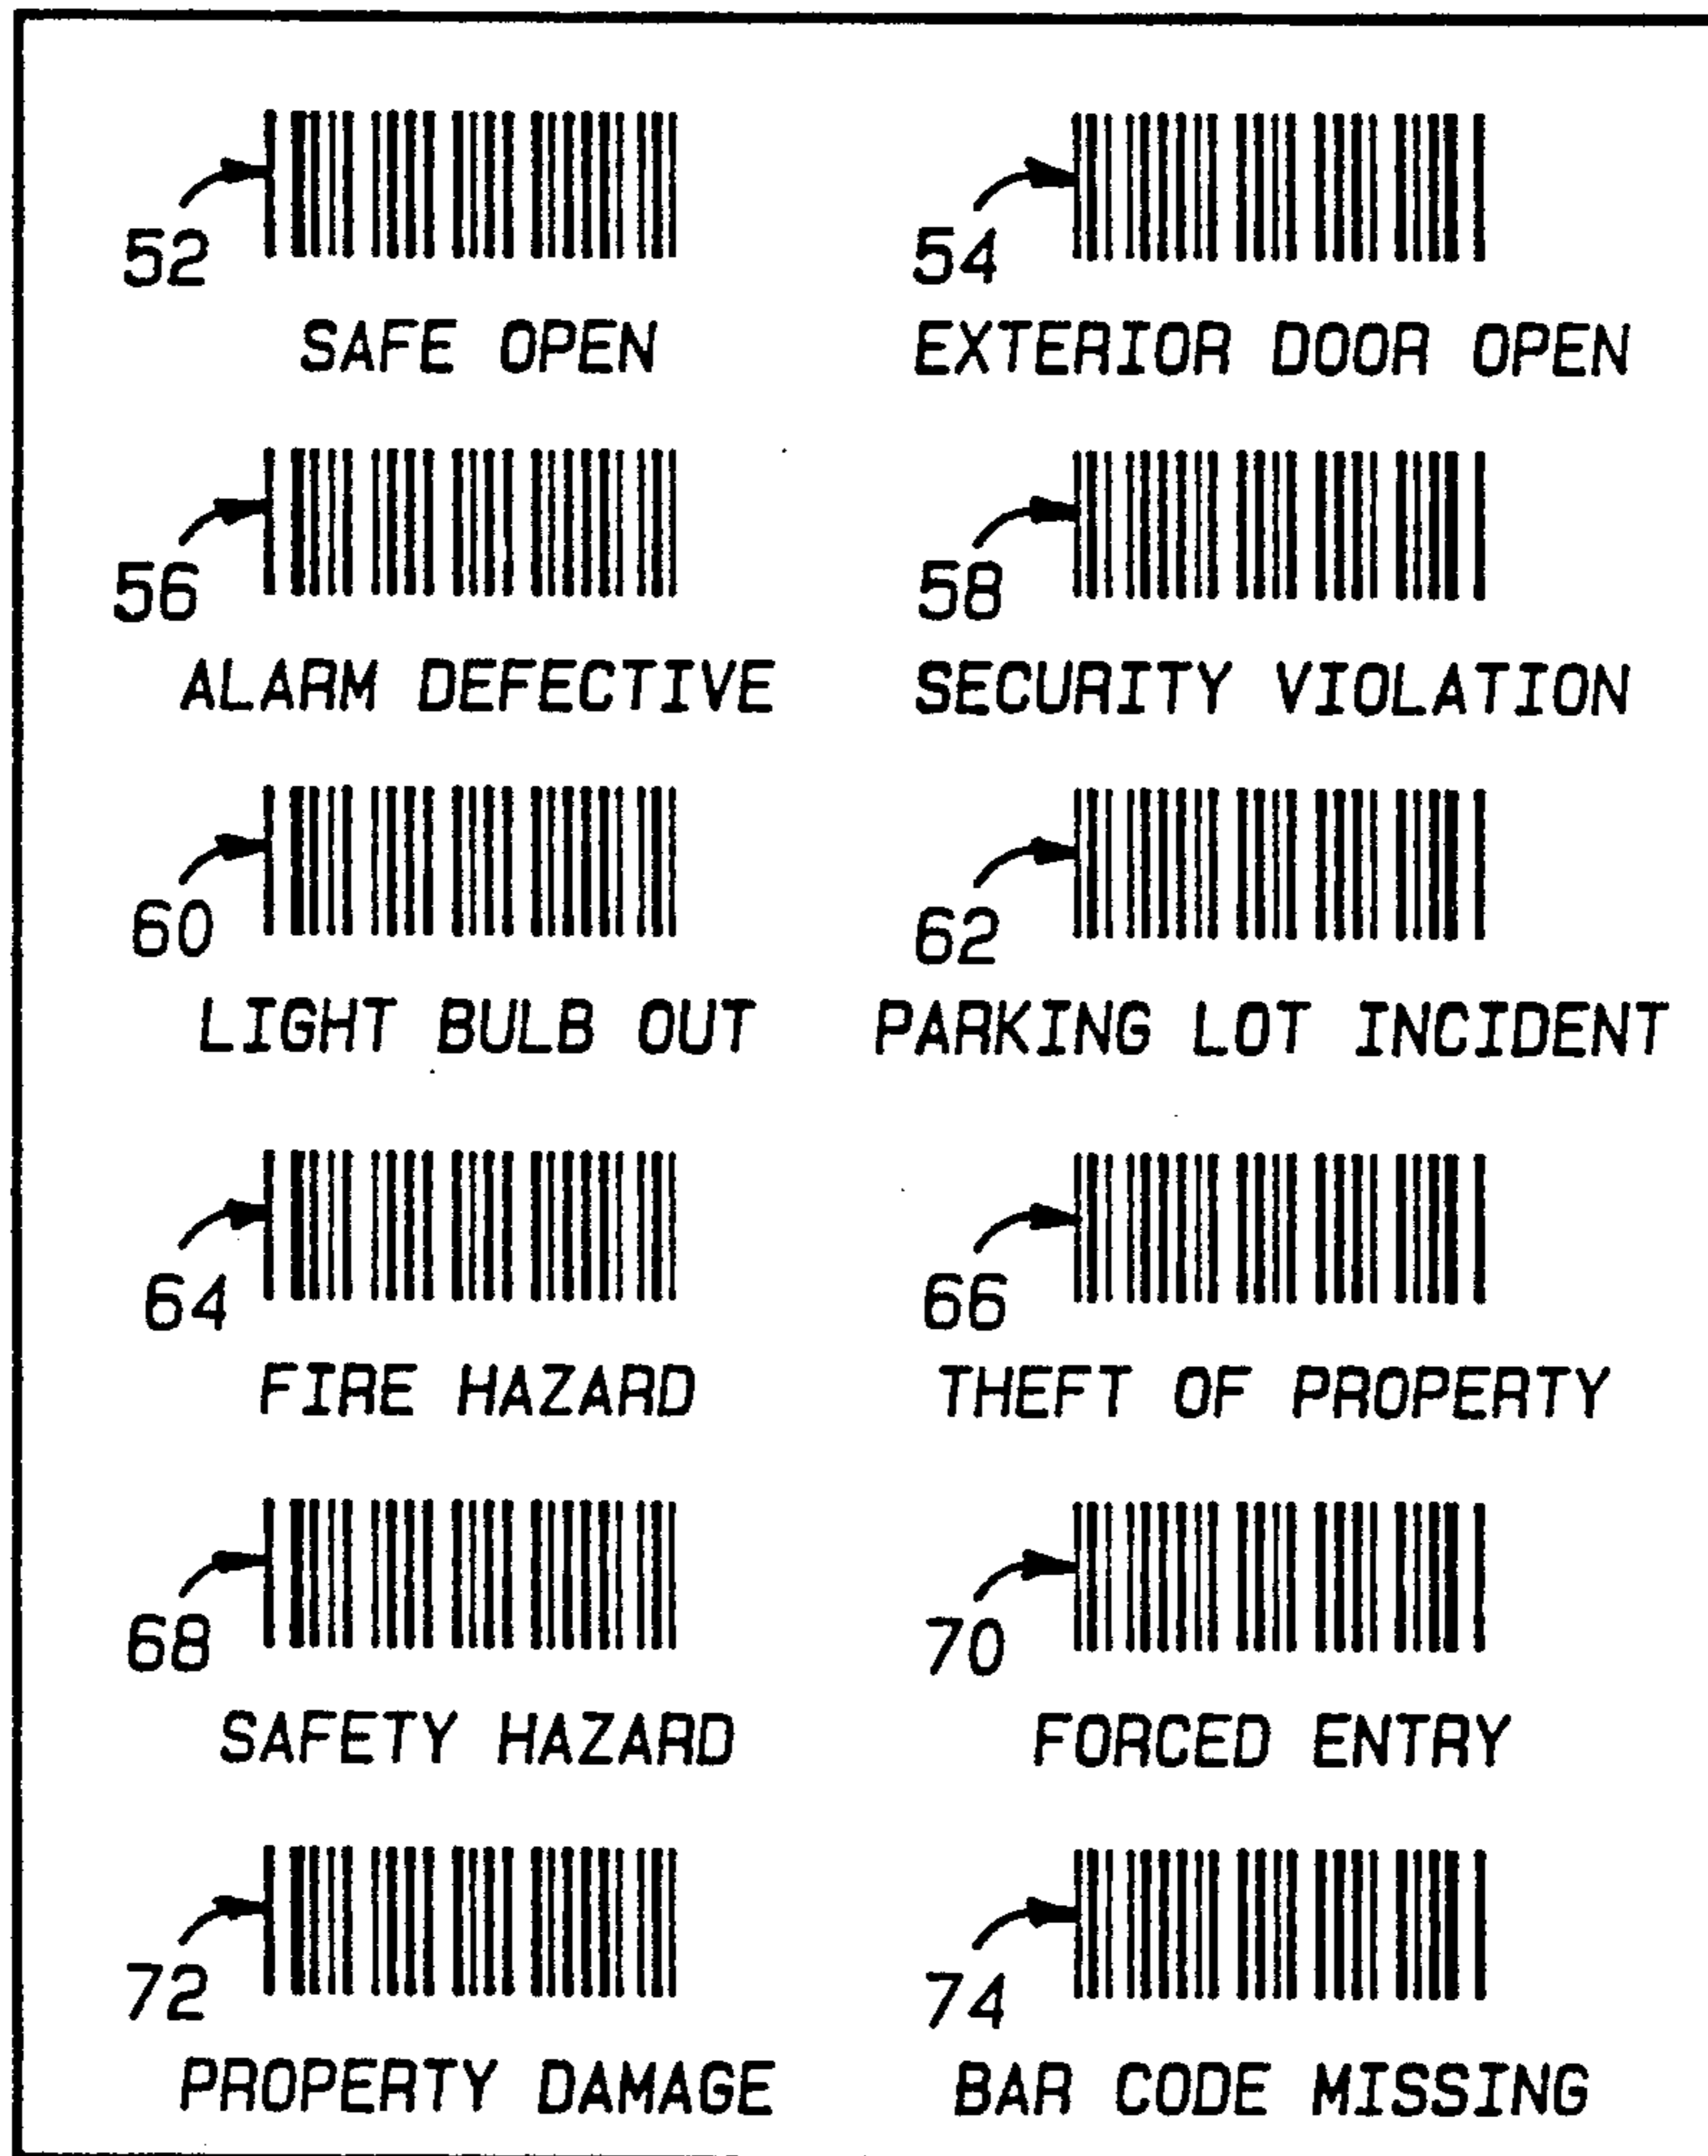 52 54
SAFE OPEN EXTERIOR DOOR OPEN
56 58
ALARM DEFECTIVE SECURITY VIOLATION
60 62
LIGHT BULB OUT PARKING LOT INCIDENT
64 66
FIRE HAZARD THEFT OF PROPERTY
68 70
SAFETY HAZARD FORCED ENTRY
72 74
PROPERTY DAMAGE BAR CODE MISSING